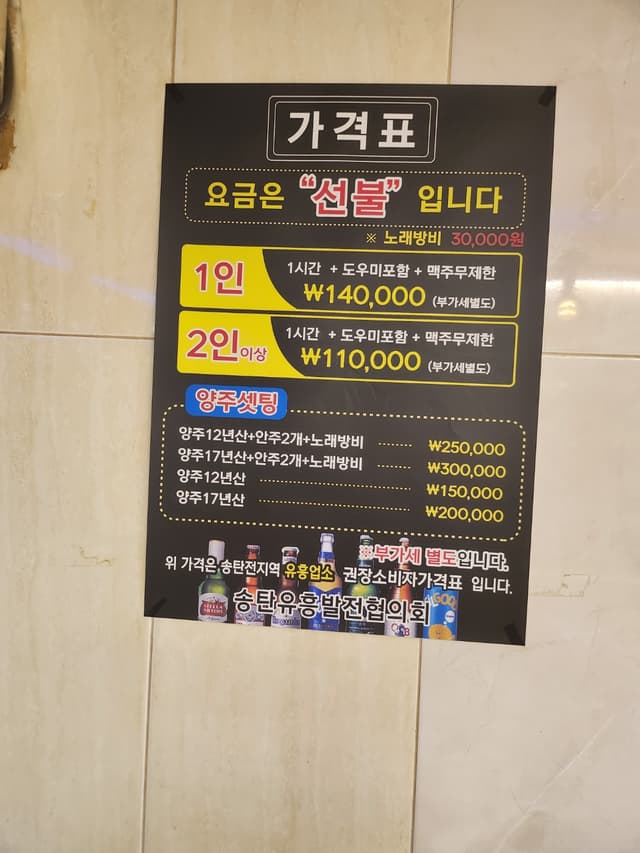 가격표
요금은 "선불" 입니다
※ 노래방비 30,000원
1인
1시간 + 도우미포함 + 맥주무제한
₩140,000 (부가세별도)
2인이상
1시간 + 도우미포함 + 맥주무제한
₩110,000 (부가세별도)
양주셋팅
양주12년산+안주2개+노래방비 ₩250,000
양주17년산+안주2개+노래방비 ₩300,000
양주12년산 ₩150,000
양주17년산 ₩200,000
※부가세 별도입니다.
위 가격은 송탄전지역 유흥업소 권장소비자가격표 입니다.
송탄유흥발전협의회